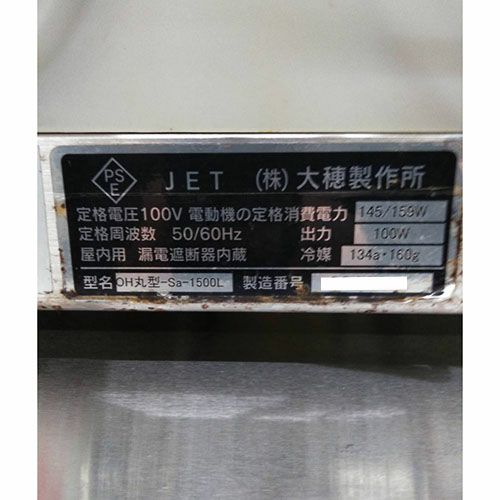 PS
E
JET (株)大穂製作所
定格電圧100V 電動機の定格消費電力 145/159W
定格周波数 50/60Hz 出力 100W
屋内用 漏電遮断器内蔵 冷媒 134a・160g
型名 OH丸型-Sa-1500L 製造番号